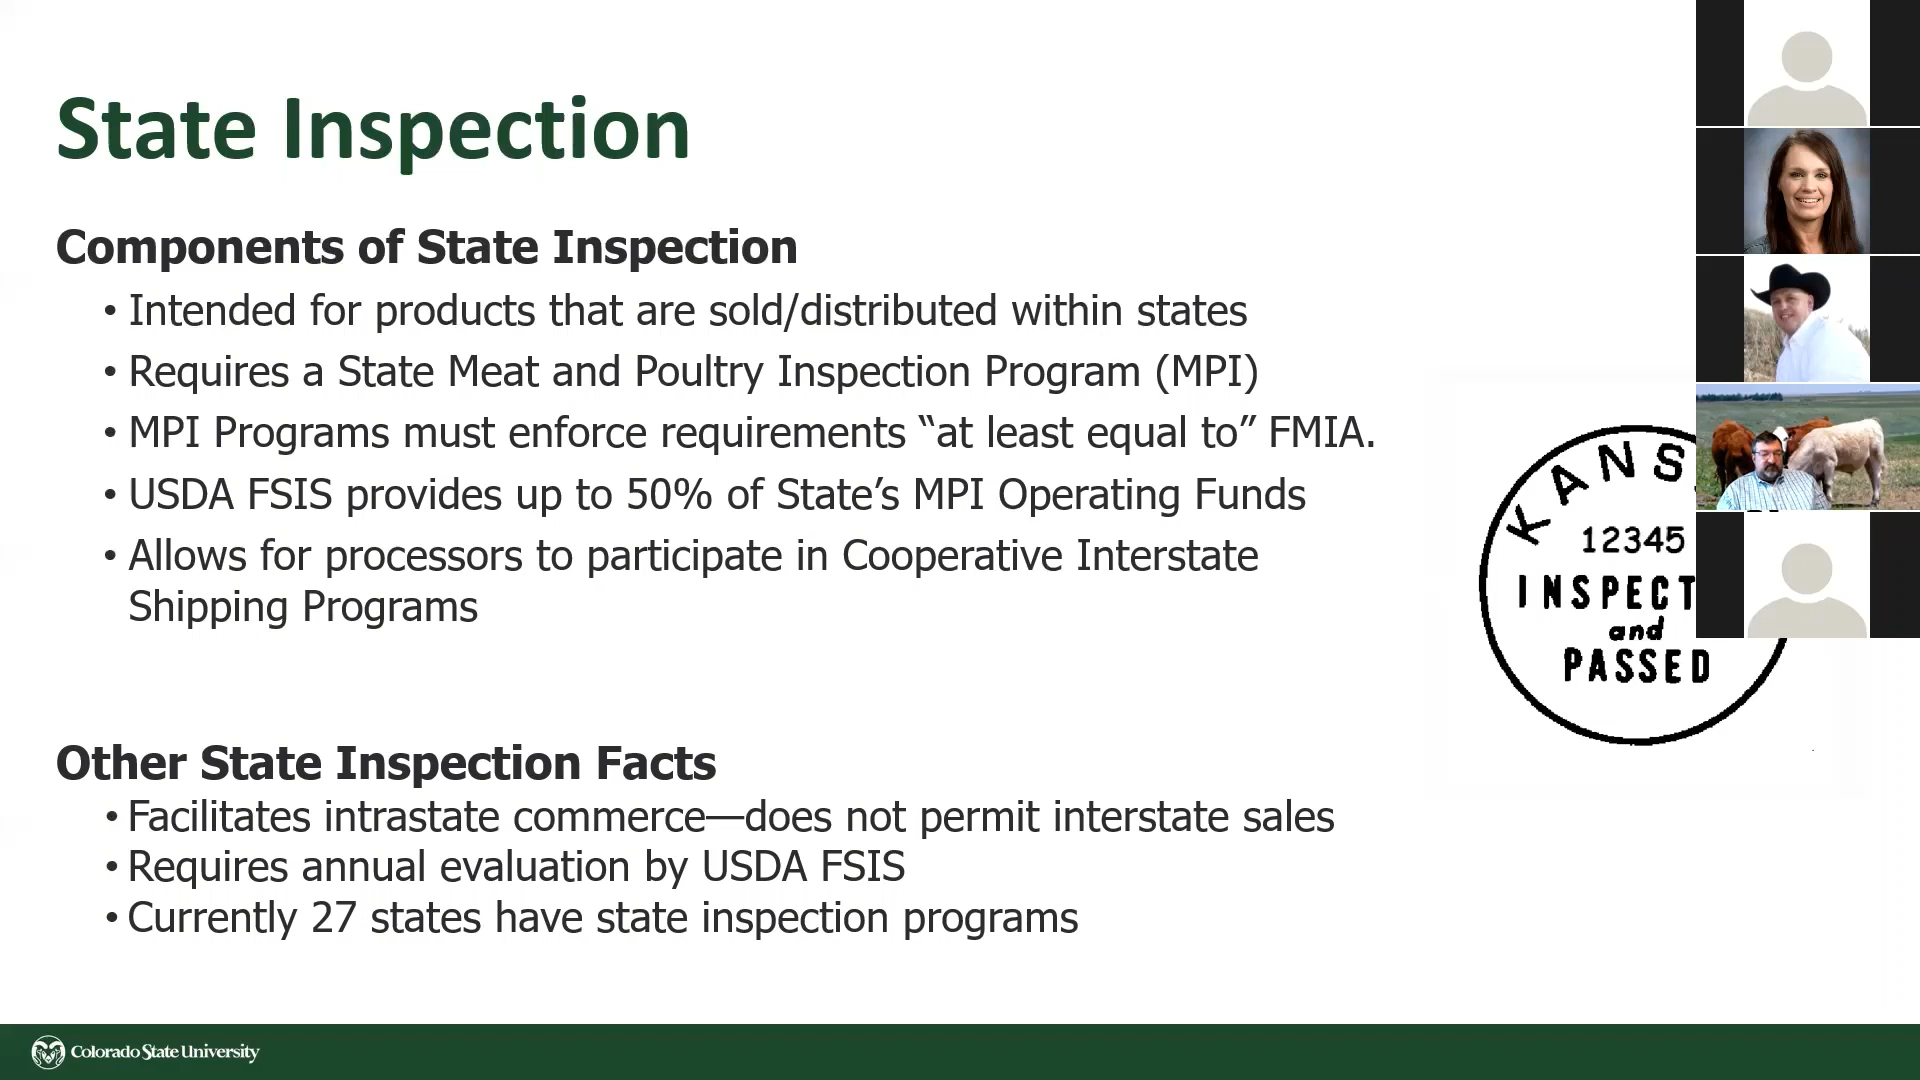 State Inspection
Components of State Inspection
• Intended for products that are sold/distributed within states
• Requires a State Meat and Poultry Inspection Program (MPI)
• MPI Programs must enforce requirements “at least equal to” FMIA.
• USDA FSIS provides up to 50% of State’s MPI Operating Funds
• Allows for processors to participate in Cooperative Interstate
Shipping Programs
KANS
12345
INSPECT
and
PASSED
Other State Inspection Facts
• Facilitates intrastate commerce—does not permit interstate sales
• Requires annual evaluation by USDA FSIS
• Currently 27 states have state inspection programs
Colorado State University